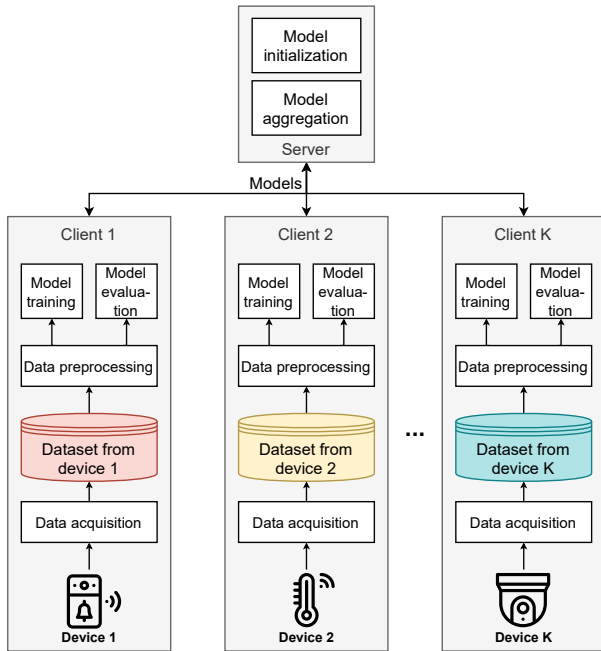 Model
initialization
Model
aggregation
Server
Models
Client 1
Model
training
Model
evalua-
tion
Data preprocessing
Dataset from
device 1
Data acquisition
Device 1
Client 2
Model
training
Model
evalua-
tion
Data preprocessing
Dataset from
device 2
Data acquisition
Device 2
...
Client K
Model
training
Model
evalua-
tion
Data preprocessing
Dataset from
device K
Data acquisition
Device K